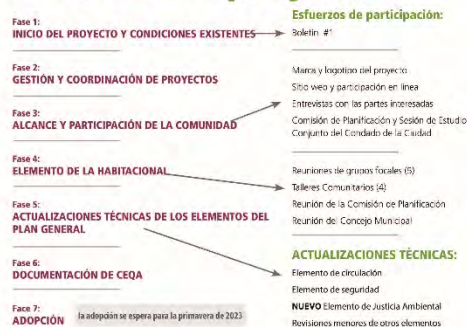 Fase 1:
INICIO DEL PROYECTO Y CONDICIONES EXISTENTES
Fase 2:
GESTIÓN Y COORDINACIÓN DE PROYECTOS
Fase 3:
ALCANCE Y PARTICIPACIÓN DE LA COMUNIDAD
Fase 4:
ELEMENTO DE LA HABITACIONAL
Fase 5:
ACTUALIZACIONES TÉCNICAS DE LOS ELEMENTOS DEL
PLAN GENERAL
Fase 6:
DOCUMENTACIÓN DE CEQA
Face 7:
ADOPCIÓN
la adopción se espera para la primavera de 2023
Esfuerzos de participación:
Boletín #1
Marca y logotipo del proyecto
Sitio web y participación en línea
Entrevistas con las partes interesadas
Comisión de Planificación y Sesión de Estudio
Conjunto del Condado de la Ciudad
Reuniones de grupos focales (5)
Talleres Comunitarios (4)
Reunión de la Comisión de Planificación
Reunión del Concejo Municipal
ACTUALIZACIONES TÉCNICAS:
Elemento de circulación
Elemento de seguridad
NUEVO Elemento de Justicia Ambiental
Revisiones menores de otros elementos